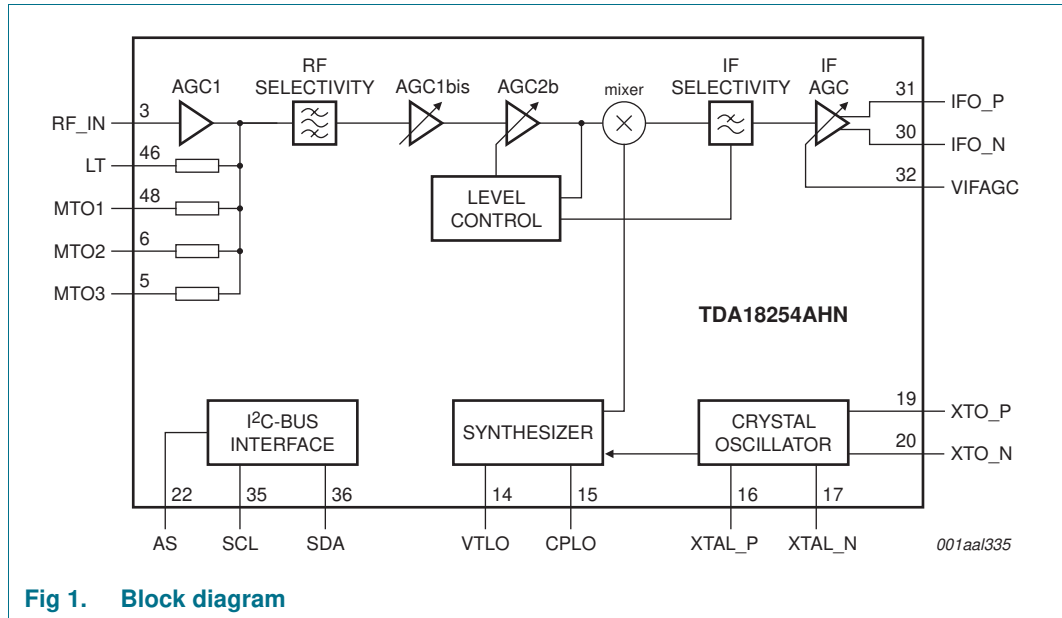 RF
SELECTIVITY
AGC1
AGC1bis
AGC2b
mixer
IF
SELECTIVITY
IF
AGC
RF_IN
3
LT
46
MTO1
48
MTO2
6
MTO3
5
LEVEL
CONTROL
31
IFO_P
30
IFO_N
32
VIFAGC
TDA18254AHN
I²C-BUS
INTERFACE
SYNTHESIZER
CRYSTAL
OSCILLATOR
19
XTO_P
20
XTO_N
22
35
36
14
15
16
17
AS
SCL
SDA
VTLO
CPLO
XTAL_P
XTAL_N
001aal335
Fig 1. Block diagram